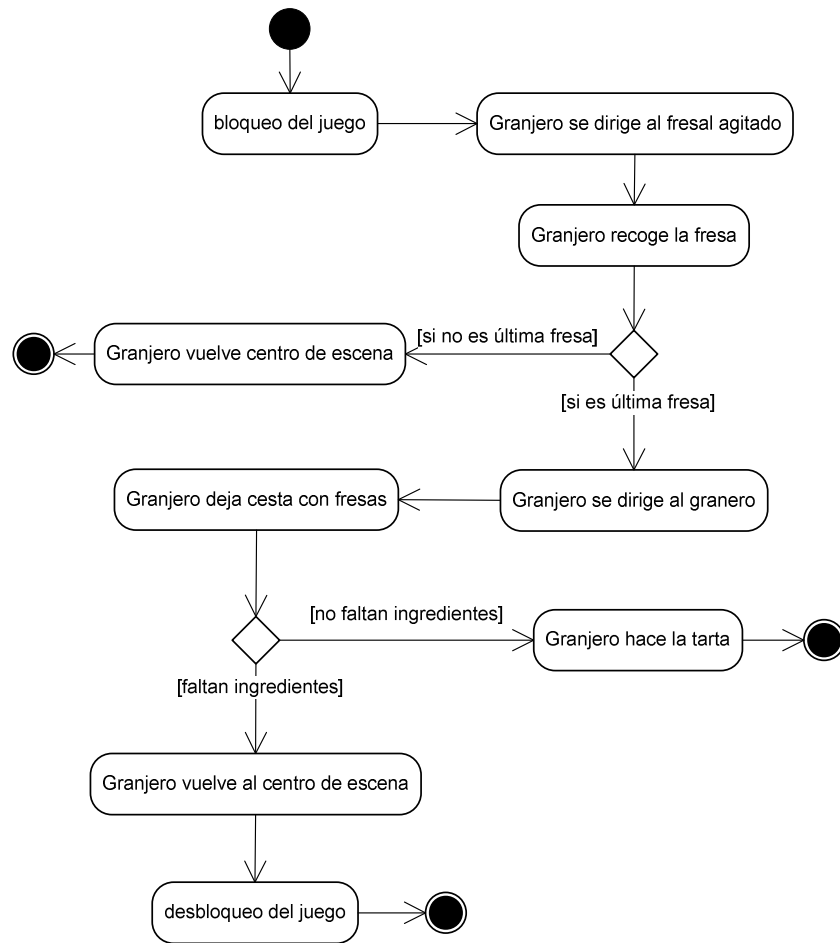 bloqueo del juego
Granjero se dirige al fresal agitado
Granjero recoge la fresa
[si no es última fresa]
Granjero vuelve centro de escena
[si es última fresa]
Granjero deja cesta con fresas
Granjero se dirige al granero
[no faltan ingredientes]
Granjero hace la tarta
[faltan ingredientes]
Granjero vuelve al centro de escena
desbloqueo del juego